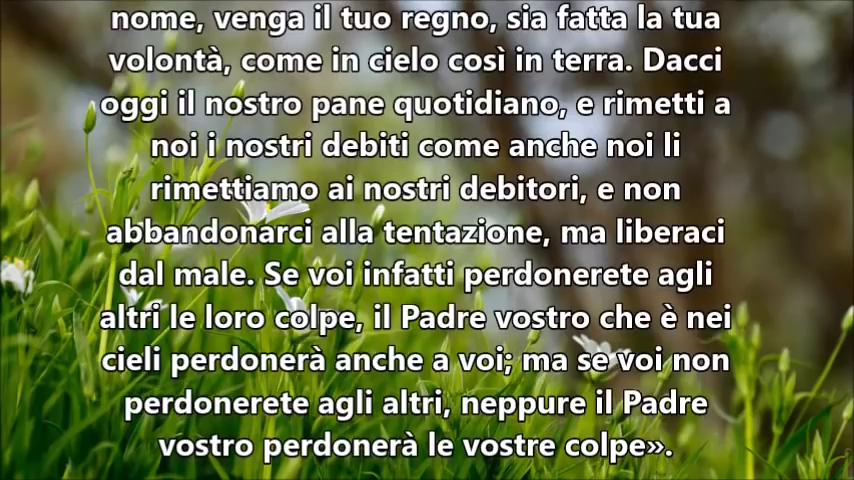 nome, venga il tuo regno, sia fatta la tua
volontà, come in cielo così in terra. Dacci
oggi il nostro pane quotidiano, e rimetti a
noi i nostri debiti come anche noi li
rimettiamo ai nostri debitori, e non
abbandonarci alla tentazione, ma liberaci
dal male. Se voi infatti perdonerete agli
altri le loro colpe, il Padre vostro che è nei
cieli perdonerà anche a voi; ma se voi non
perdonerete agli altri, neppure il Padre
vostro perdonerà le vostre colpe».